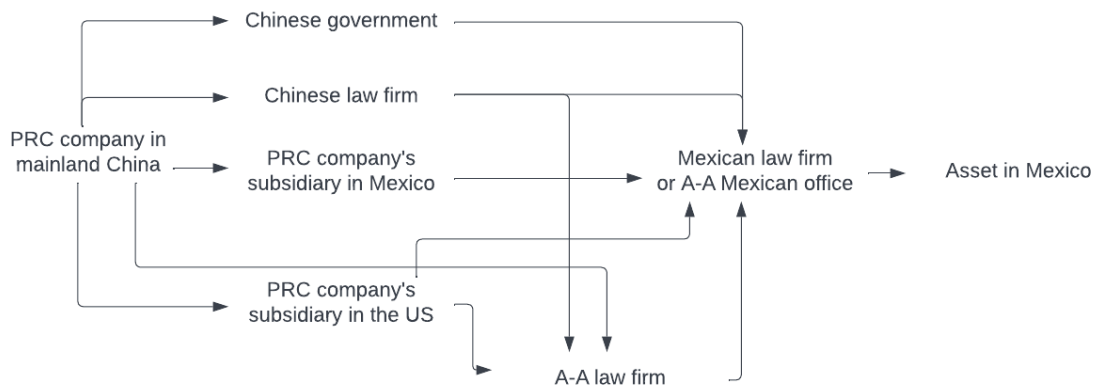 Chinese government
Chinese law firm
PRC company in
mainland China
PRC company's
subsidiary in Mexico
Mexican law firm
or A-A Mexican office
Asset in Mexico
PRC company's
subsidiary in the US
A-A law firm